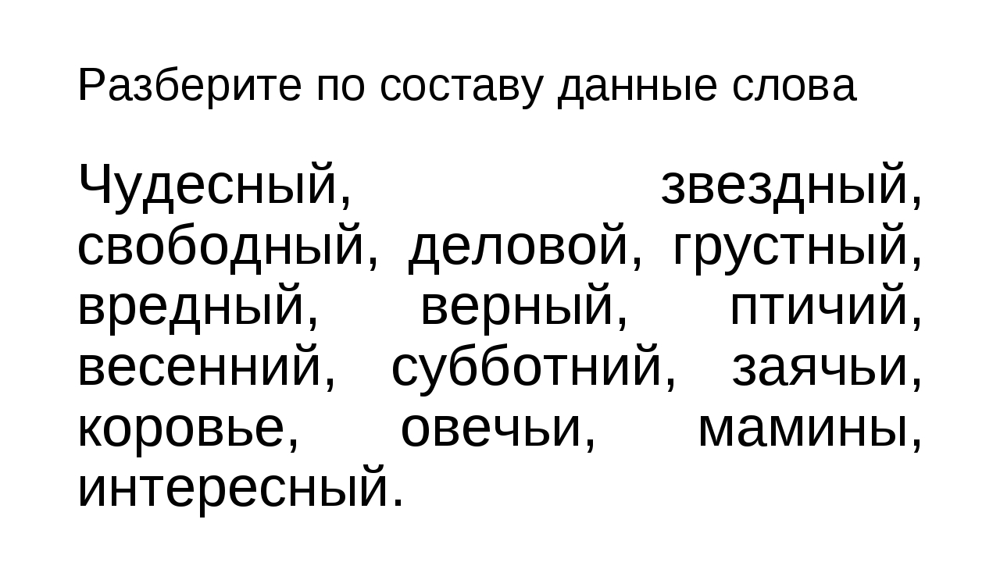 Разберите по составу данные слова
Чудесный, звездный,
свободный, деловой, грустный,
вредный, верный, птичий,
весенний, субботний, заячьи,
коровье, овечьи, мамины,
интересный.